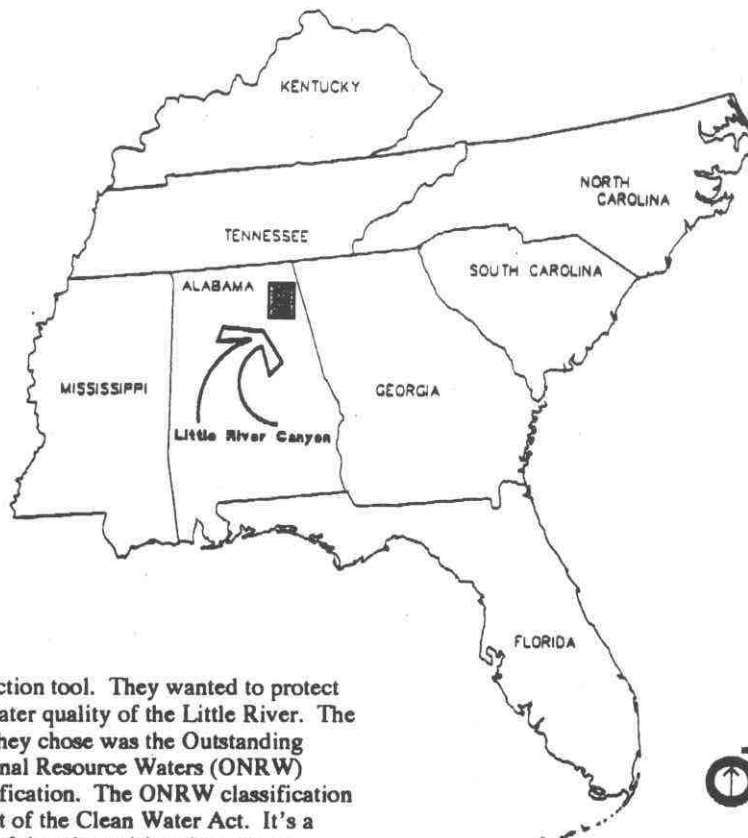 KENTUCKY
NORTH
CAROLINA
TENNESSEE
SOUTH CAROLINA
ALABAMA
MISSISSIPPI
GEORGIA
Little River Canyon
FLORIDA
ction tool. They wanted to protect
ater quality of the Little River. The
hey chose was the Outstanding
nal Resource Waters (ONRW)
fication. The ONRW classification
t of the Clean Water Act. It's a